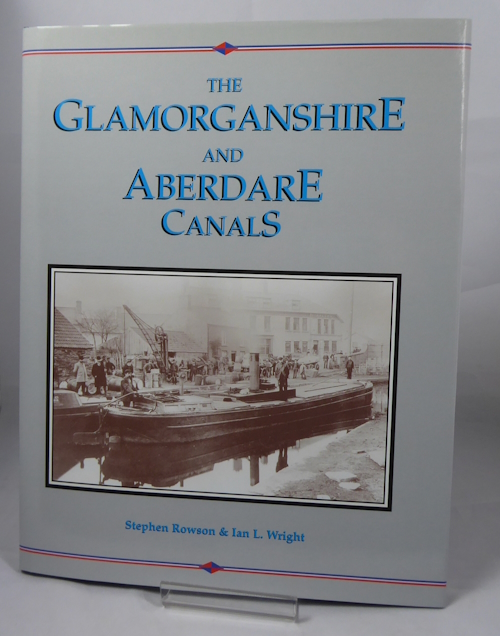 THE
GLAMORGANSHIRE
AND
ABERDARE
CANALS
Stephen Rowson & Ian L. Wright